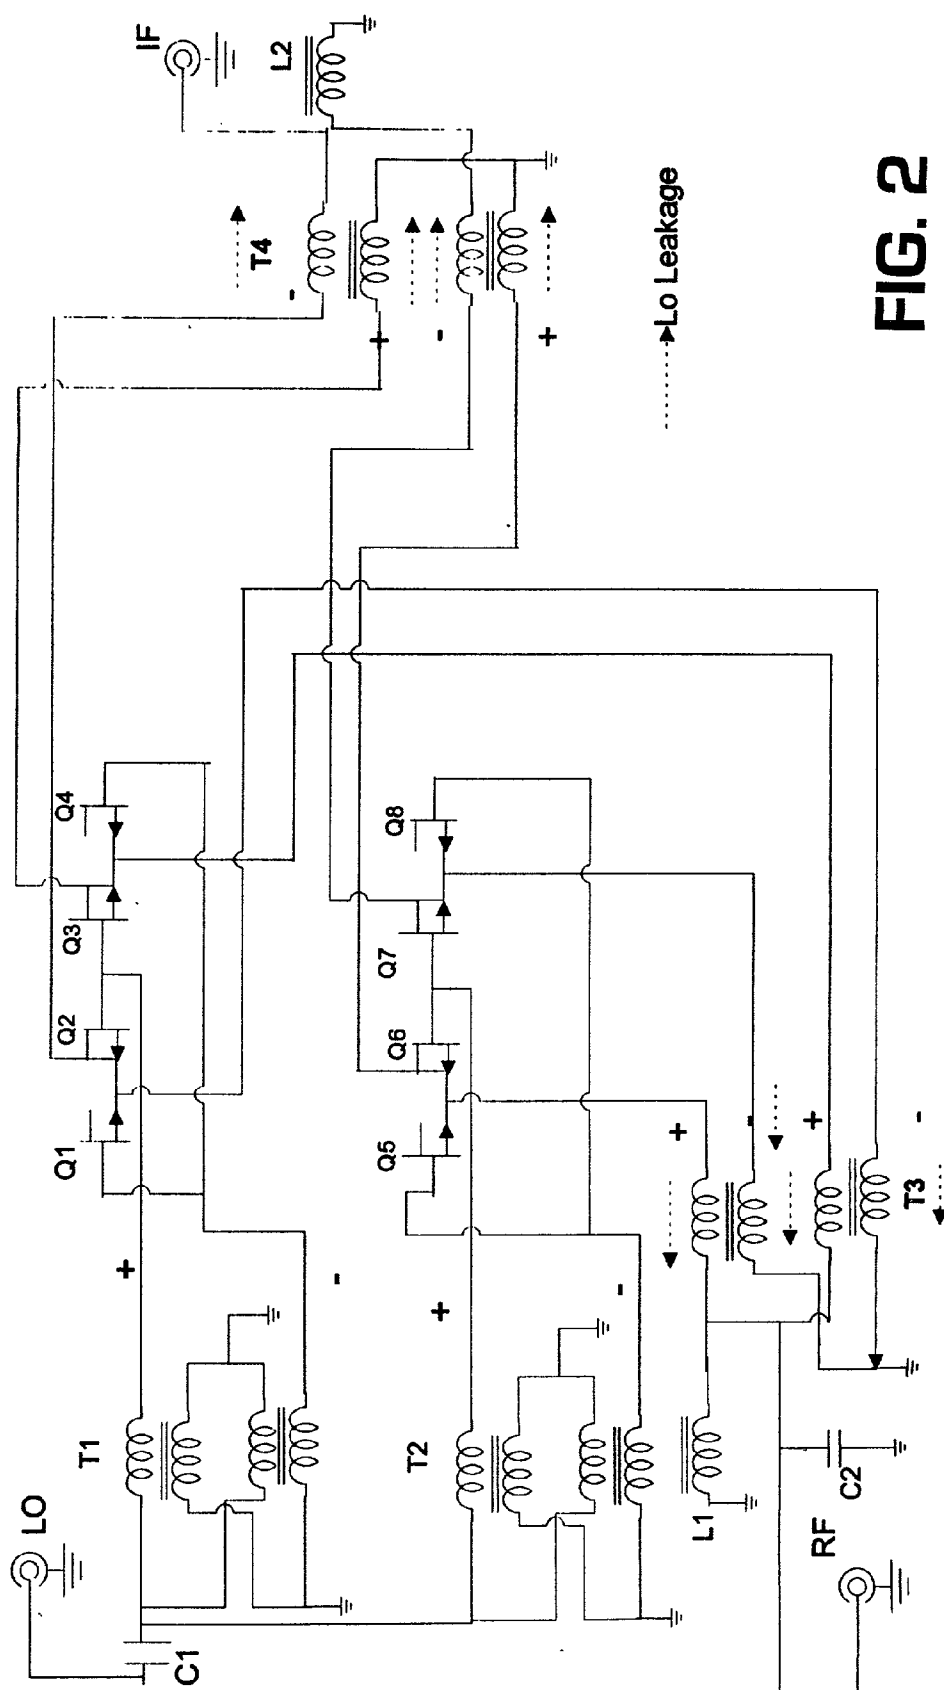 IF
L2
T4
-
+
-
+
Lo Leakage
FIG. 2
Q4
Q3
Q2
Q1
Q8
Q7
Q6
Q5
+
-
+
-
+
-
+
-
T3
T1
T2
LO
C1
L1
C2
RF